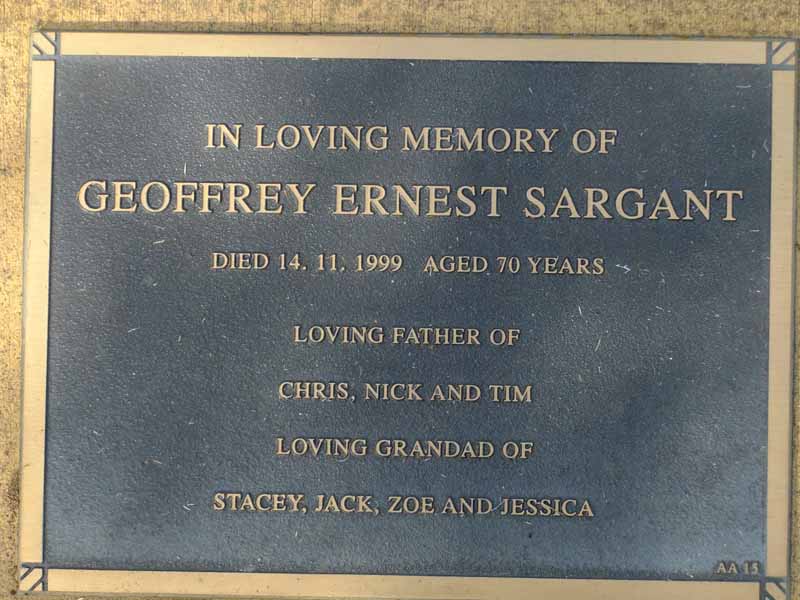 IN LOVING MEMORY OF
GEOFFREY ERNEST SARGANT
DIED 14. 11. 1999 AGED 70 YEARS
LOVING FATHER OF
CHRIS, NICK AND TIM
LOVING GRANDAD OF
STACEY, JACK, ZOE AND JESSICA
AA 15